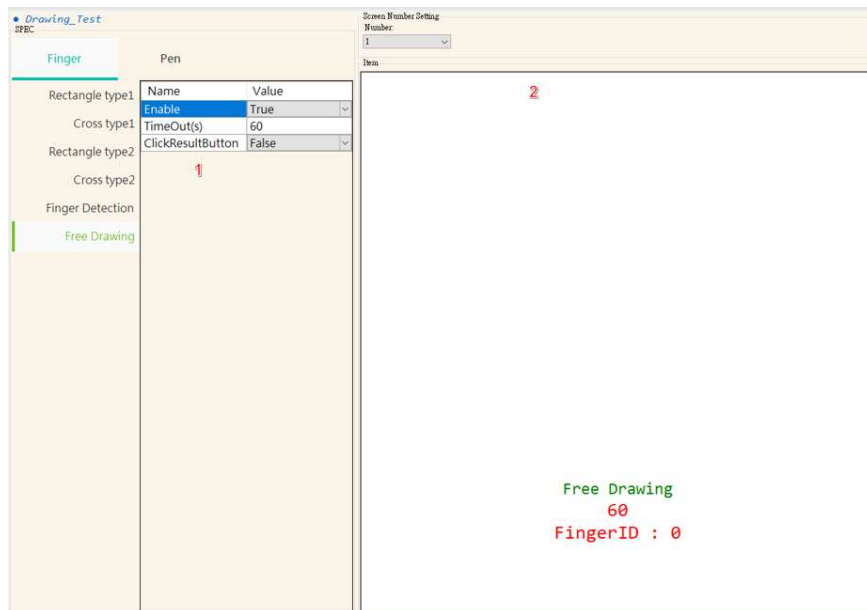 • Drawing_Test
SPEC
Finger
Pen
Rectangle type1
Cross type1
Rectangle type2
Cross type2
Finger Detection
Free Drawing
Name Value
Enable True
TimeOut(s) 60
ClickResultButton False
1
Screen Number Setting
Number:
1
Item
2
Free Drawing
60
FingerID : 0